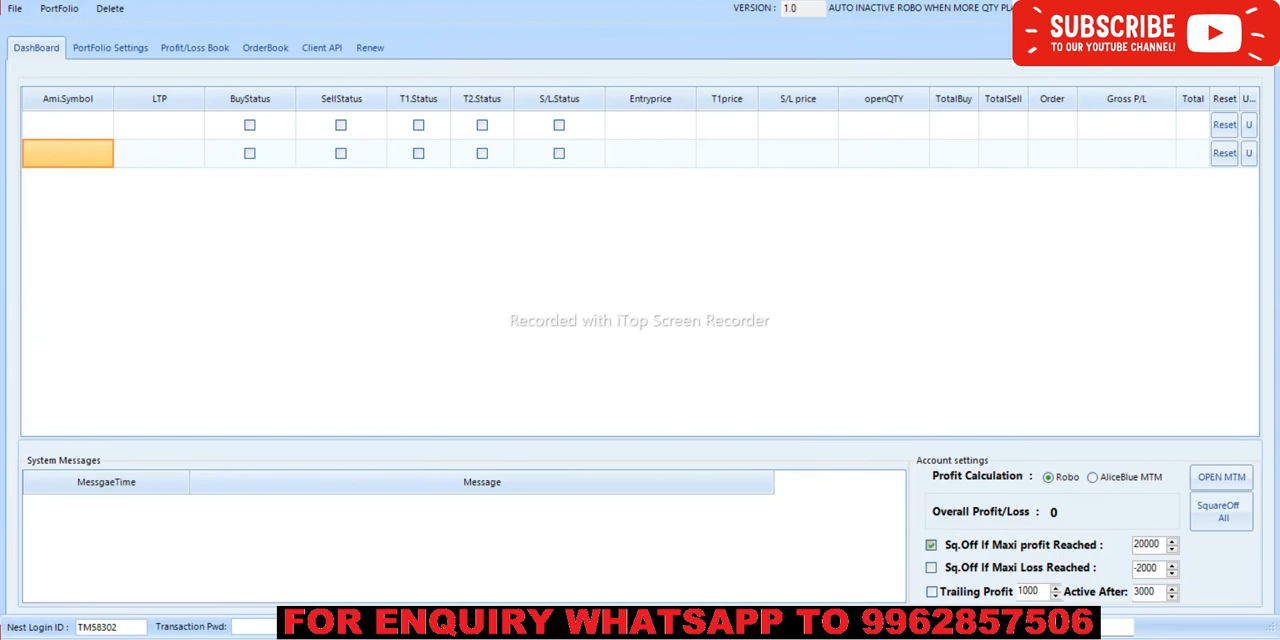 File PortFolio Delete VERSION : 1.0 AUTO INACTIVE ROBO WHEN MORE QTY
SUBSCRIBE
TO OUR YOUTUBE CHANNEL!
DashBoard PortFolio Settings Profit/Loss Book OrderBook Client API Renew
Ami.Symbol LTP BuyStatus SellStatus T1.Status T2.Status S/L.Status Entryprice T1price S/L price openQTY TotalBuy TotalSell Order Gross P/L Total Reset U...
Reset U
Reset U
Recorded with iTop Screen Recorder
System Messages
MessgaeTime Message
Account settings
Profit Calculation : Robo AliceBlue MTM OPEN MTM
Overall Profit/Loss : 0
SquareOff
All
Sq.Off If Maxi profit Reached : 20000
Sq.Off If Maxi Loss Reached : -2000
Trailing Profit 1000 Active After: 3000
Nest Login ID : TMS8302 Transaction Pwd:
FOR ENQUIRY WHATSAPP TO 9962857506